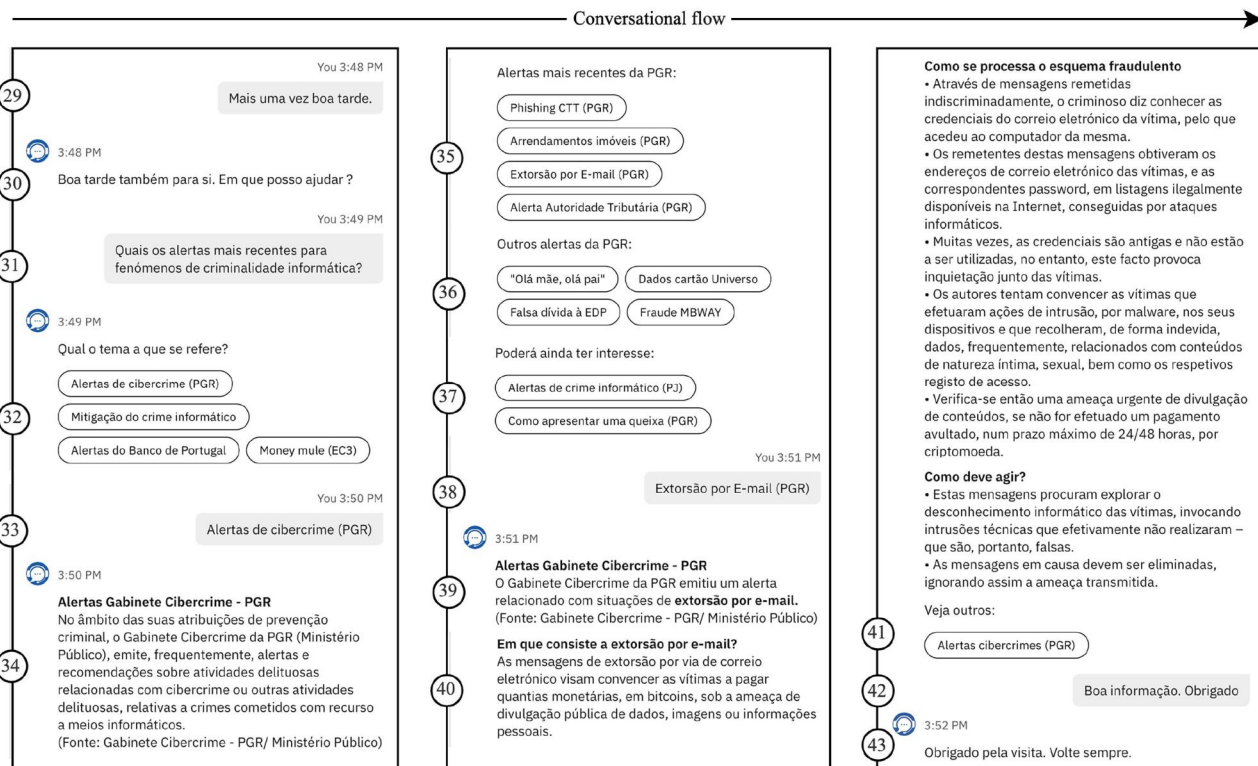 Conversational flow
You 3:48 PM
29
Mais uma vez boa tarde.
3:48 PM
30
Boa tarde também para si. Em que posso ajudar ?
You 3:49 PM
31
Quais os alertas mais recentes para
fenómenos de criminalidade informática?
3:49 PM
Qual o tema a que se refere?
Alertas de cibercrime (PGR)
32
Mitigação do crime informático
Alertas do Banco de Portugal
Money mule (EC3)
You 3:50 PM
33
Alertas de cibercrime (PGR)
3:50 PM
Alertas Gabinete Cibercrime - PGR
No âmbito das suas atribuições de prevenção
criminal, o Gabinete Cibercrime da PGR (Ministério
Público), emite, frequentemente, alertas e
34
recomendações sobre atividades delituosas
relacionadas com cibercrime ou outras atividades
delituosas, relativas a crimes cometidos com recurso
a meios informáticos.
(Fonte: Gabinete Cibercrime - PGR/ Ministério Público)
Alertas mais recentes da PGR:
Phishing CTT (PGR)
Arrendamentos imóveis (PGR)
35
Extorsão por E-mail (PGR)
Alerta Autoridade Tributária (PGR)
Outros alertas da PGR:
"Olá mãe, olá pai"
Dados cartão Universo
36
Falsa dívida à EDP
Fraude MBWAY
Poderá ainda ter interesse:
Alertas de crime informático (PJ)
37
Como apresentar uma queixa (PGR)
You 3:51 PM
38
Extorsão por E-mail (PGR)
3:51 PM
Alertas Gabinete Cibercrime - PGR
O Gabinete Cibercrime da PGR emitiu um alerta
39
relacionado com situações de extorsão por e-mail.
(Fonte: Gabinete Cibercrime - PGR/ Ministério Público)
Em que consiste a extorsão por e-mail?
As mensagens de extorsão por via de correio
eletrónico visam convencer as vítimas a pagar
40
quantias monetárias, em bitcoins, sob a ameaça de
divulgação pública de dados, imagens ou informações
pessoais.
Como se processa o esquema fraudulento
• Através de mensagens remetidas
indiscriminadamente, o criminoso diz conhecer as
credenciais do correio eletrónico da vítima, pelo que
acedeu ao computador da mesma.
• Os remetentes destas mensagens obtiveram os
endereços de correio eletrónico das vítimas, e as
correspondentes password, em listagens ilegalmente
disponíveis na Internet, conseguidas por ataques
informáticos.
• Muitas vezes, as credenciais são antigas e não estão
a ser utilizadas, no entanto, este facto provoca
inquietação junto das vítimas.
• Os autores tentam convencer as vítimas que
efetuaram ações de intrusão, por malware, nos seus
dispositivos e que recolheram, de forma indevida,
dados, frequentemente, relacionados com conteúdos
de natureza íntima, sexual, bem como os respetivos
registo de acesso.
• Verifica-se então uma ameaça urgente de divulgação
de conteúdos, se não for efetuado um pagamento
avultado, num prazo máximo de 24/48 horas, por
criptomoeda.
Como deve agir?
• Estas mensagens procuram explorar o
desconhecimento informático das vítimas, invocando
intrusões técnicas que efetivamente não realizaram –
que são, portanto, falsas.
• As mensagens em causa devem ser eliminadas,
ignorando assim a ameaça transmitida.
Veja outros:
41
Alertas cibercrimes (PGR)
42
Boa informação. Obrigado
3:52 PM
43
Obrigado pela visita. Volte sempre.